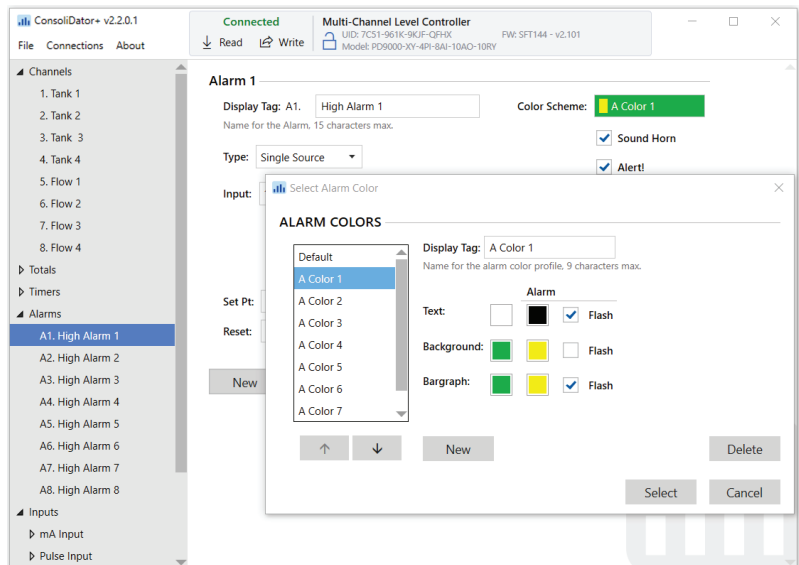 ConsoliDator+ v2.2.0.1
File Connections About
Connected
Read Write
Multi-Channel Level Controller
UID: 7C51-961K-9KJF-QFHX FW: SFT144 - v2.101
Model: PD9000-XY-4PI-8AI-10AO-10RY
Channels
1. Tank 1
2. Tank 2
3. Tank 3
4. Tank 4
5. Flow 1
6. Flow 2
7. Flow 3
8. Flow 4
Totals
Timers
Alarms
A1. High Alarm 1
A2. High Alarm 2
A3. High Alarm 3
A4. High Alarm 4
A5. High Alarm 5
A6. High Alarm 6
A7. High Alarm 7
A8. High Alarm 8
Inputs
mA Input
Pulse Input
Alarm 1
Display Tag: A1. High Alarm 1
Name for the Alarm, 15 characters max.
Type: Single Source
Input:
Set Pt:
Reset:
New
Color Scheme: A Color 1
Sound Horn
Alert!
Select Alarm Color
ALARM COLORS
Default
A Color 1
A Color 2
A Color 3
A Color 4
A Color 5
A Color 6
A Color 7
Display Tag: A Color 1
Name for the alarm color profile, 9 characters max.
Alarm
Text: Flash
Background: Flash
Bargraph: Flash
New Delete
Select Cancel